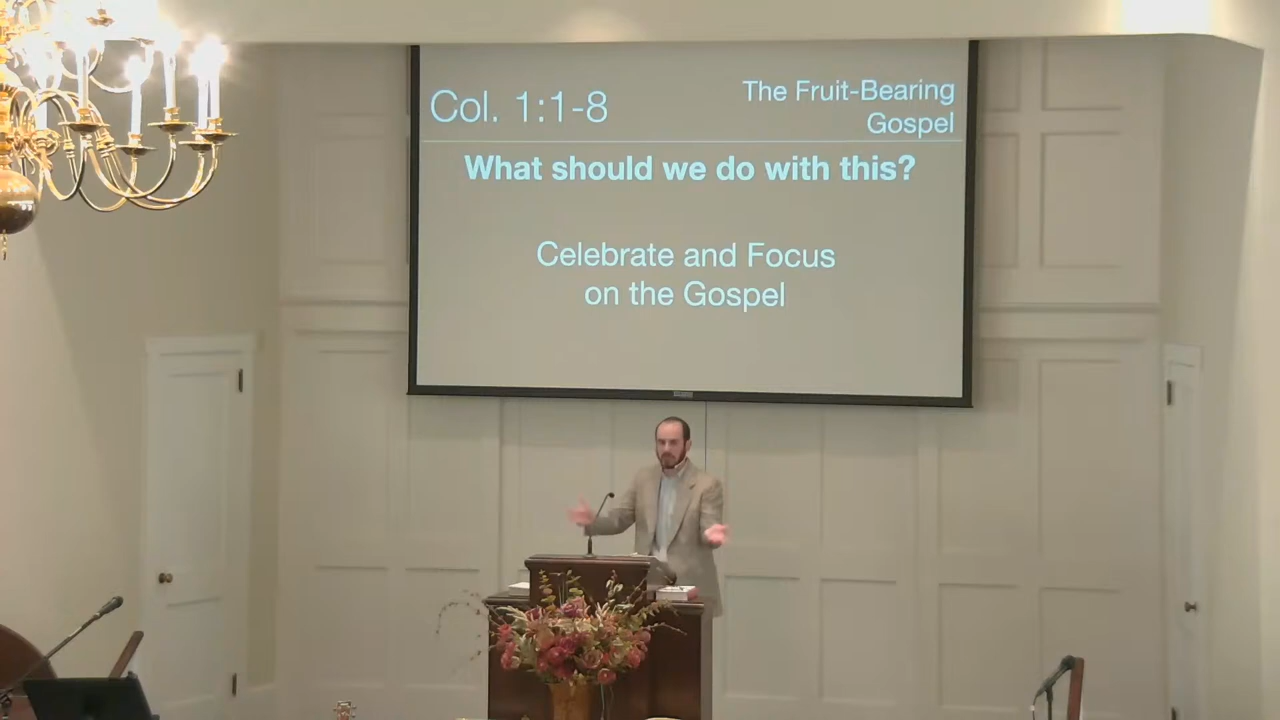 Col. 1:1-8
The Fruit-Bearing
Gospel
What should we do with this?
Celebrate and Focus
on the Gospel